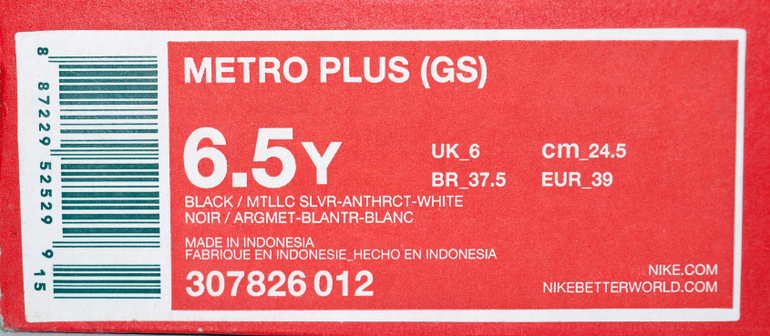 8 87229 52529 9 15
METRO PLUS (GS)
6.5Y
UK_6 cm_24.5
BR_37.5 EUR_39
BLACK / MTLLC SLVR-ANTHRCT-WHITE
NOIR / ARGMET-BLANTR-BLANC
MADE IN INDONESIA
FABRIQUE EN INDONESIE_HECHO EN INDONESIA
307826 012
NIKE.COM
NIKEBETTERWORLD.COM